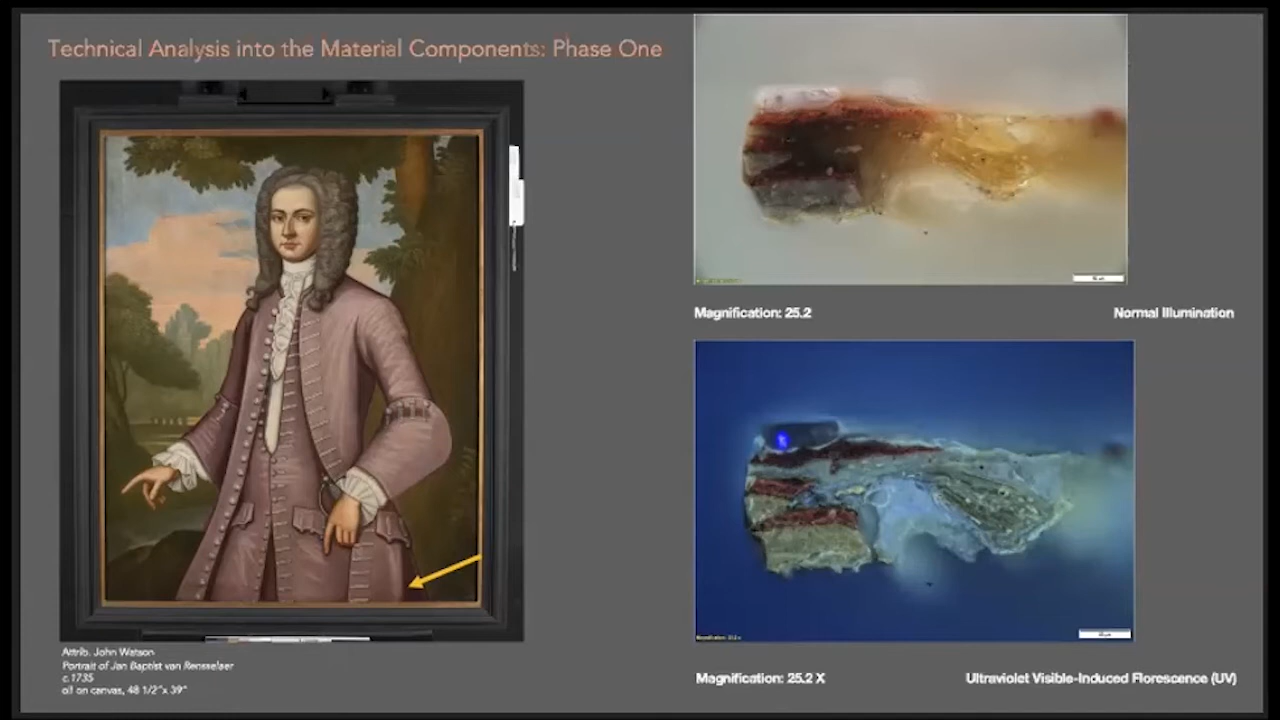 Technical Analysis into the Material Components: Phase One
Magnification: 25.2
Normal Illumination
Attrib. John Watson
Portrait of Jan Baptist van Rensselaer
c.1735
oil on canvas, 48 1/2"x 39"
Magnification: 25.2 X
Ultraviolet Visible-Induced Florescence (UV)